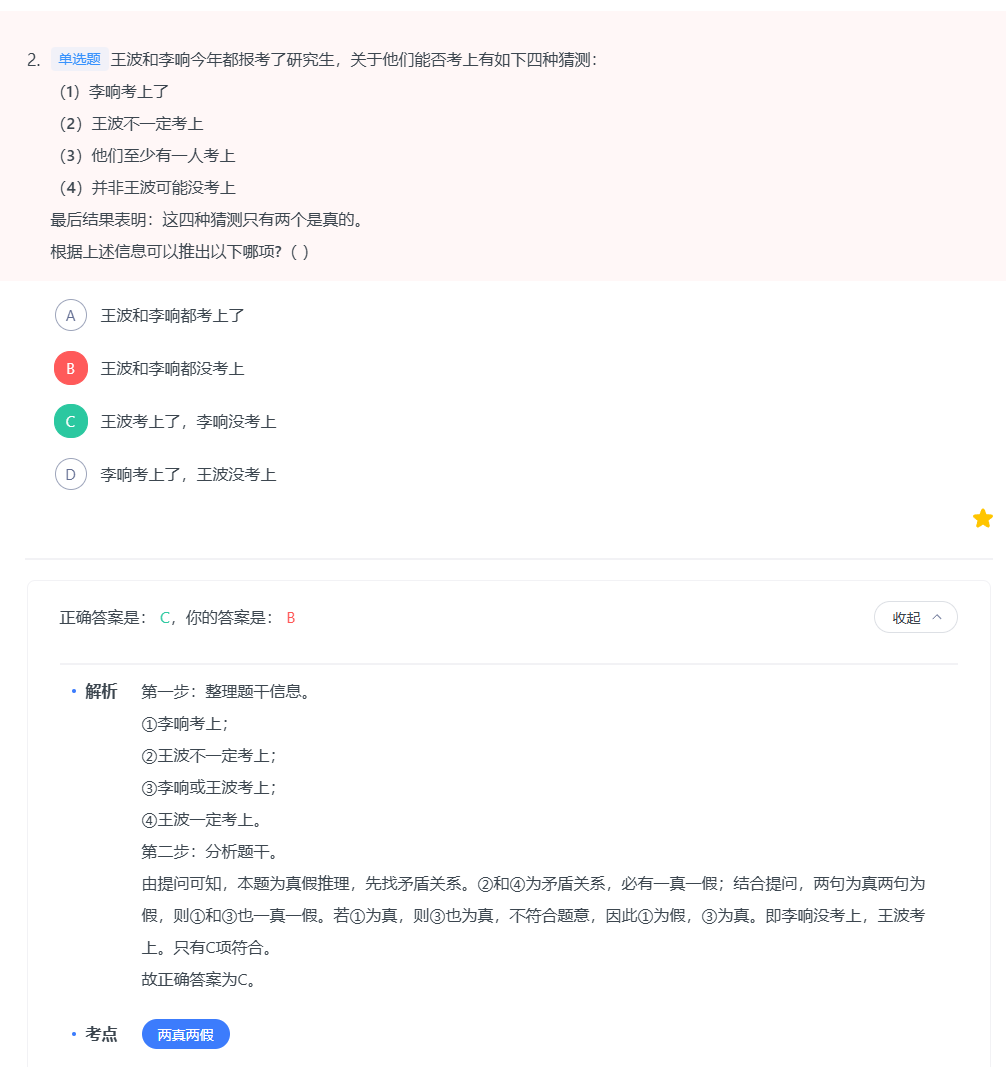 2. 单选题 王波和李响今年都报考了研究生，关于他们能否考上有如下四种猜测：
（1）李响考上了
（2）王波不一定考上
（3）他们至少有一人考上
（4）并非王波可能没考上
最后结果表明：这四种猜测只有两个是真的。
根据上述信息可以推出以下哪项?（ ）
A 王波和李响都考上了
B 王波和李响都没考上
C 王波考上了，李响没考上
D 李响考上了，王波没考上
正确答案是： C，你的答案是： B
收起
解析 第一步：整理题干信息。
①李响考上；
②王波不一定考上；
③李响或王波考上；
④王波一定考上。
第二步：分析题干。
由提问可知，本题为真假推理，先找矛盾关系。②和④为矛盾关系，必有一真一假；结合提问，两句为真两句为
假，则①和③也一真一假。若①为真，则③也为真，不符合题意，因此①为假，③为真。即李响没考上，王波考
上。只有C项符合。
故正确答案为C。
考点 两真两假